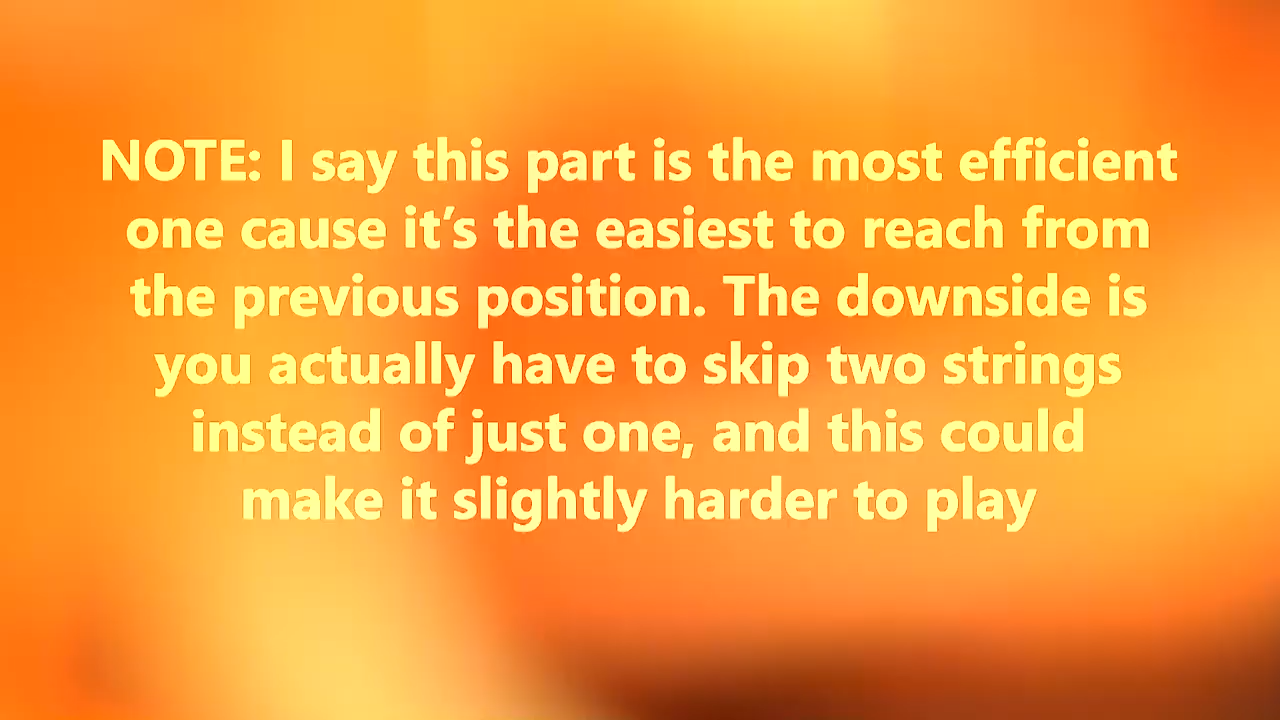 NOTE: I say this part is the most efficient
one cause it’s the easiest to reach from
the previous position. The downside is
you actually have to skip two strings
instead of just one, and this could
make it slightly harder to play